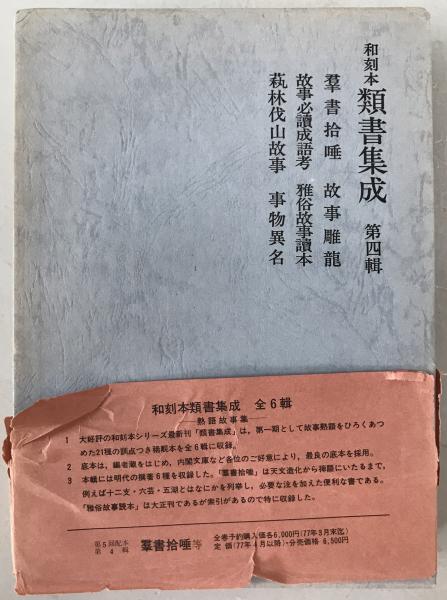 和刻本 類書集成 第四輯
羣書拾唾 故事雕龍
故事必讀成語考 雅俗故事讀本
萟林伐山故事 事物異名
和刻本類書集成 全6輯
―熟語故事集―
1 大好評の和刻本シリーズ最新刊「類書集成」は，第一期として故事熟語をひろくあつ
めた21種の訓点つき稀覯本を全6輯に収録。
2 底本は，編者蔵をはじめ，内閣文庫など各位のご好意により，最良の底本を採用。
3 本輯には明代の撰著6種を収録した。「羣書拾唾」は天文造化から禅語にいたるまで，
例えば十二支・六芸・五湖とはなにかを列挙し，必要な注を加えた便利な書である。
「雅俗故事読本」は大正刊であるが索引があるので特に収録した。
第5回配本
第4輯
羣書拾唾等
全巻予約購入価各6,000円(77年3月末迄)
定価(77年4月以降)・分売価格6,500円